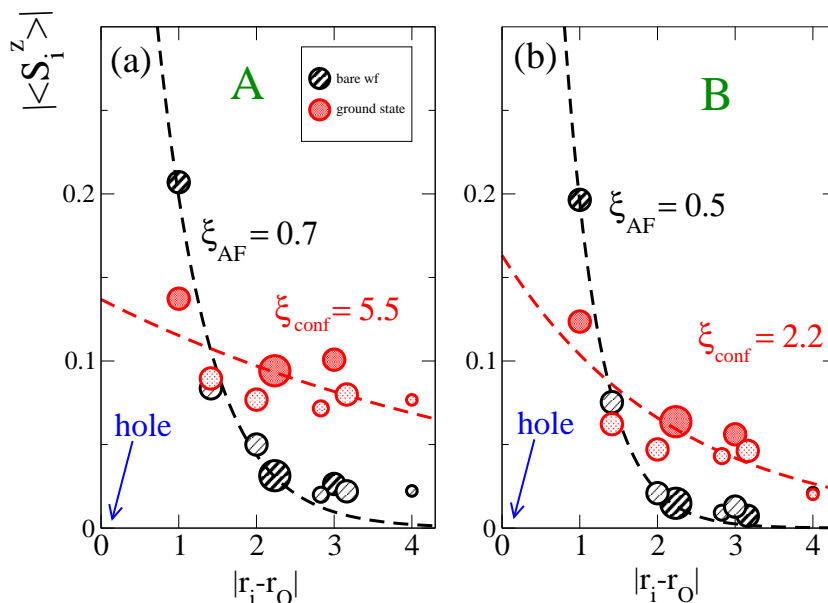 |<S_i^z>|
(a)
A
bare wf
ground state
ξ_AF = 0.7
ξ_conf = 5.5
hole
0.2
0.1
0
0 1 2 3 4
|r_i-r_O|
(b)
B
ξ_AF = 0.5
ξ_conf = 2.2
hole
0 1 2 3 4
|r_i-r_O|